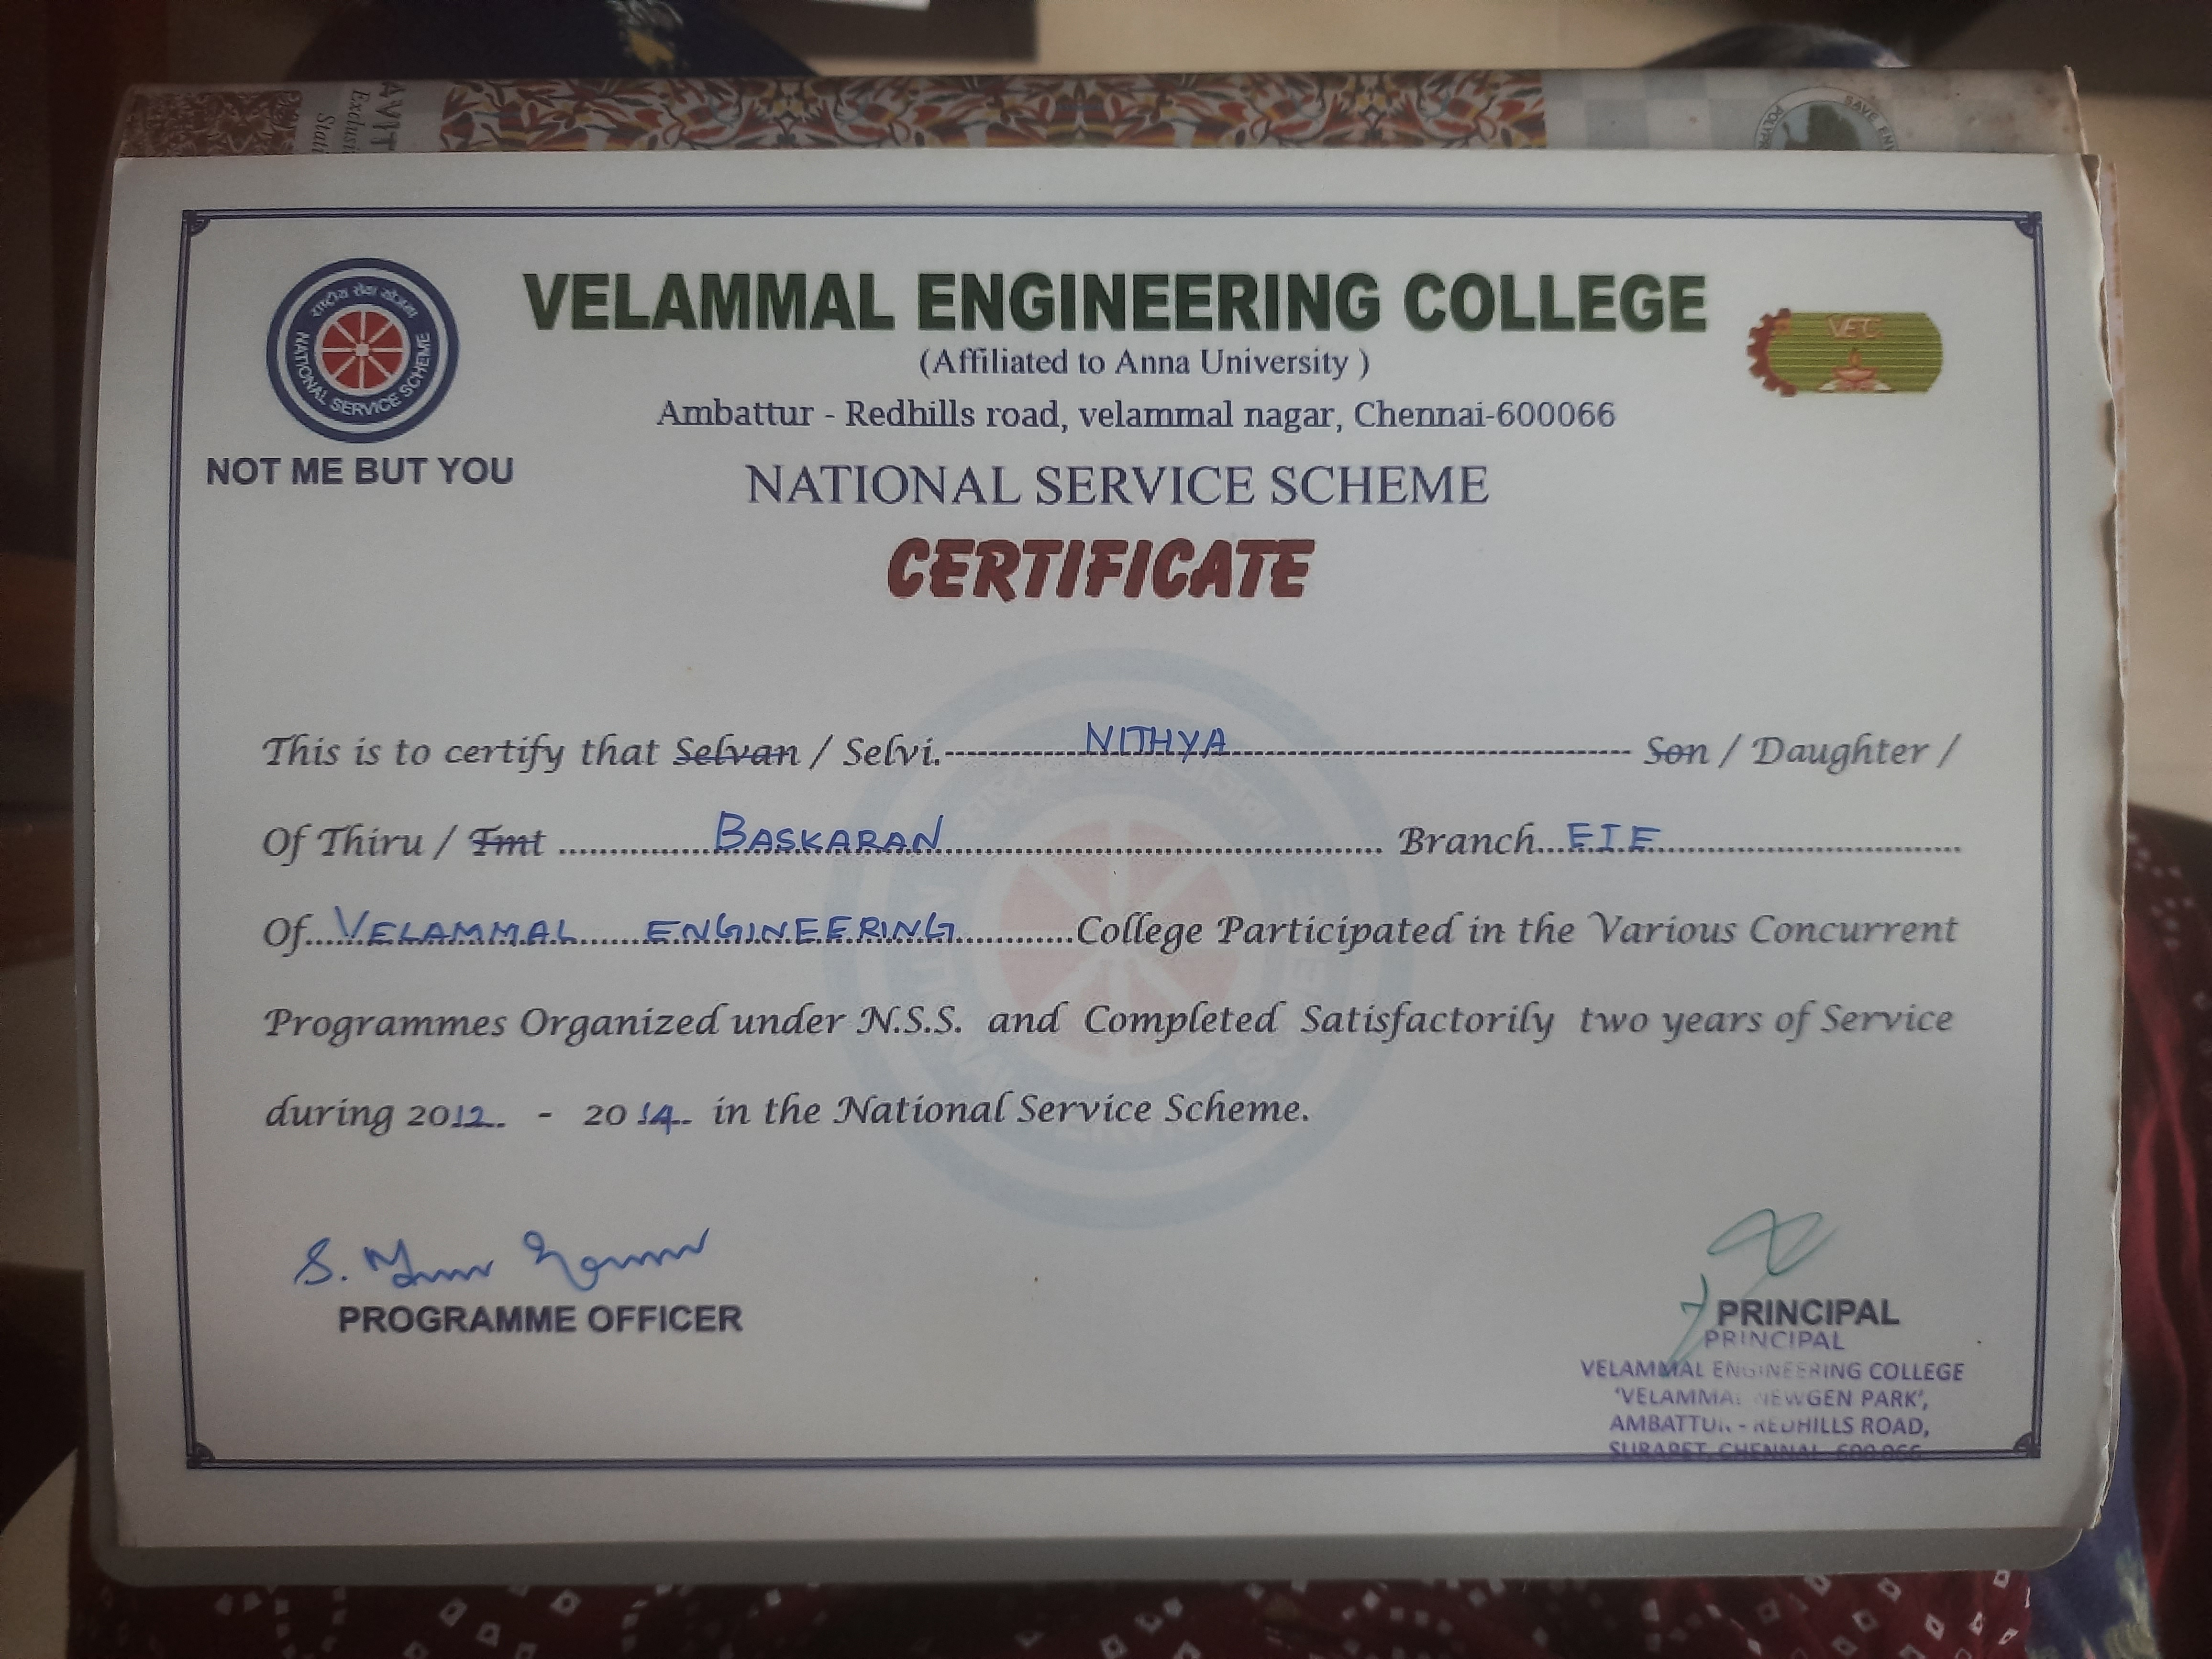 VELAMMAL ENGINEERING COLLEGE
(Affiliated to Anna University)
Ambattur - Redhills road, velammal nagar, Chennai-600066
NATIONAL SERVICE SCHEME
NATIONAL SERVICE SCHEME
VEC
NOT ME BUT YOU
CERTIFICATE
This is to certify that Selvan / Selvi. NITHYA Son / Daughter /
Of Thiru / Tmt BASKARAN Branch EIE
Of VELAMMAL ENGINEERING College Participated in the Various Concurrent
Programmes Organized under N.S.S. and Completed Satisfactorily two years of Service
during 2012 - 2014 in the National Service Scheme.
PROGRAMME OFFICER
PRINCIPAL
PRINCIPAL
VELAMMAL ENGINEERING COLLEGE
'VELAMMAL NEWGEN PARK',
AMBATTUR - REDHILLS ROAD,